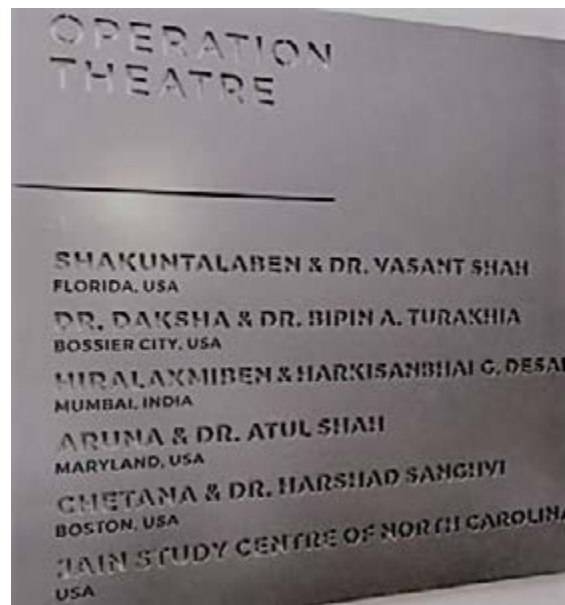 OPERATION
THEATRE
SHAKUNTALABEN & DR. VASANT SHAH
FLORIDA, USA
DR. DAKSHA & DR. BIPIN A. TURAKHIA
BOSSIER CITY, USA
HIRALAXMIBEN & HARKISANBHAI G. DESAI
MUMBAI, INDIA
ARUNA & DR. ATUL SHAH
MARYLAND, USA
CHETANA & DR. HARSHAD SANGHVI
BOSTON, USA
JAIN STUDY CENTRE OF NORTH CAROLINA
USA